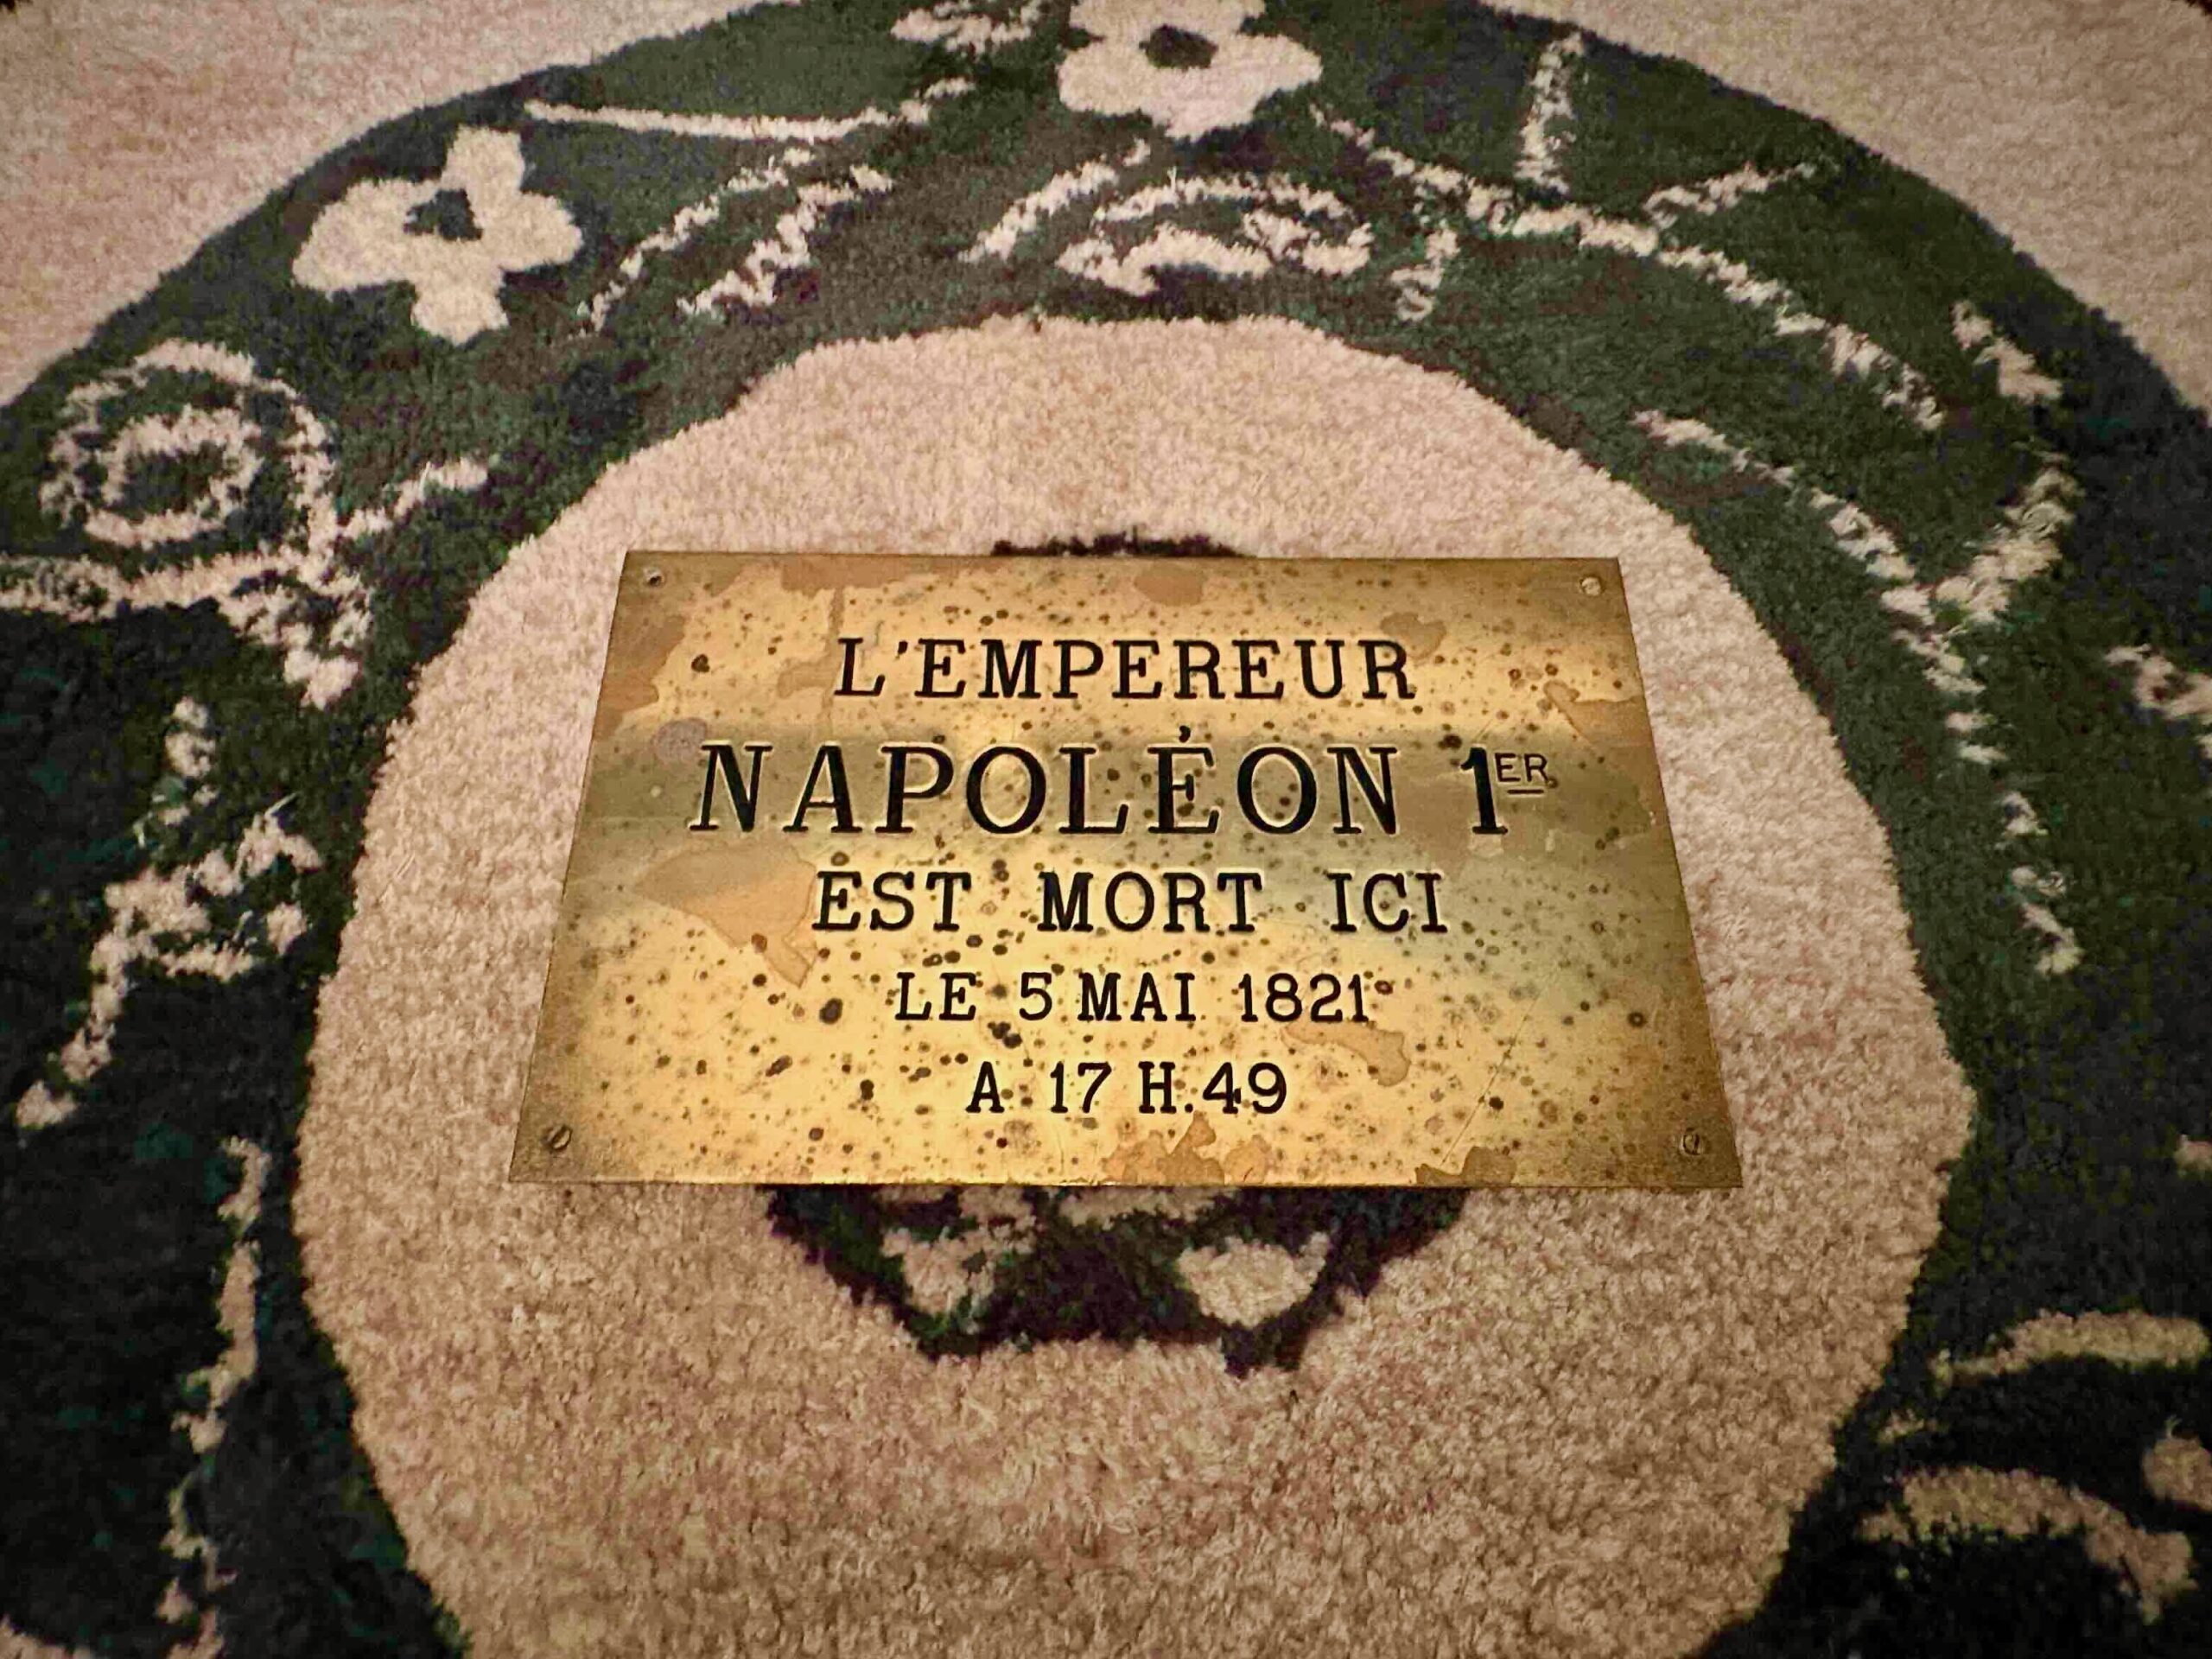 L'EMPEREUR
NAPOLÉON 1ER
EST MORT ICI
LE 5 MAI 1821
A 17 H.49